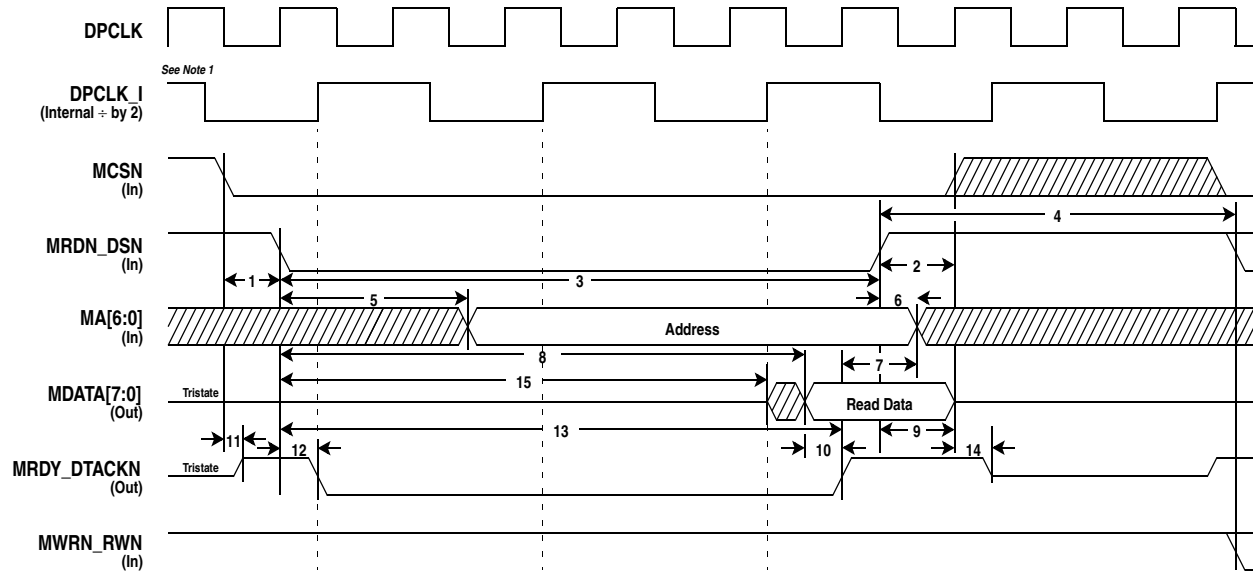 DPCLK
See Note 1
DPCLK_I
(Internal ÷ by 2)
MCSN
(In)
4
MRDN_DSN
(In)
2
1
3
5
6
MA[6:0]
(In)
Address
8
7
15
MDATA[7:0]
(Out)
Tristate
Read Data
13
9
11
12
10
14
MRDY_DTACKN
(Out)
Tristate
MWRN_RWN
(In)